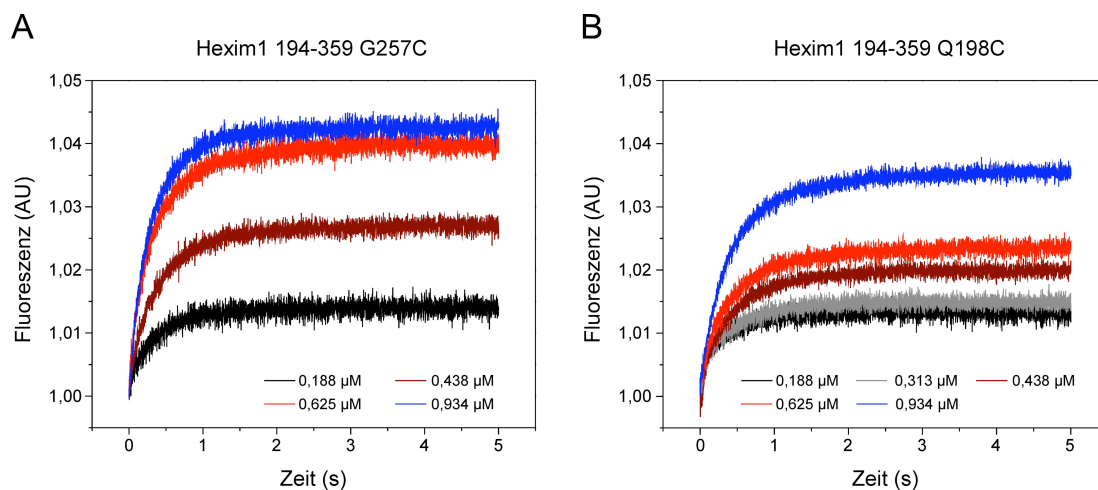 A
Hexim1 194-359 G257C
Fluoreszenz (AU)
1,05
1,04
1,03
1,02
1,01
1,00
0,188 µM
0,438 µM
0,625 µM
0,934 µM
0 1 2 3 4 5
Zeit (s)
B
Hexim1 194-359 Q198C
Fluoreszenz (AU)
1,05
1,04
1,03
1,02
1,01
1,00
0,188 µM
0,313 µM
0,438 µM
0,625 µM
0,934 µM
0 1 2 3 4 5
Zeit (s)